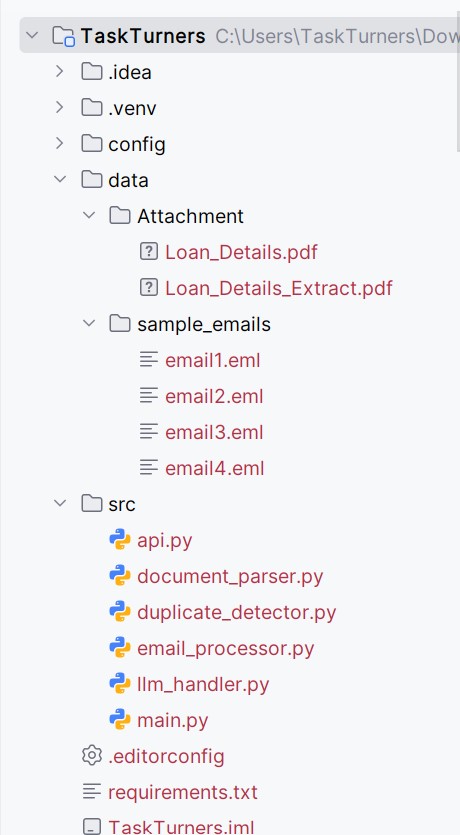 TaskTurners C:\Users\TaskTurners\Dow
.idea
.venv
config
data
Attachment
Loan_Details.pdf
Loan_Details_Extract.pdf
sample_emails
email1.eml
email2.eml
email3.eml
email4.eml
src
api.py
document_parser.py
duplicate_detector.py
email_processor.py
llm_handler.py
main.py
.editorconfig
requirements.txt
TaskTurners.iml